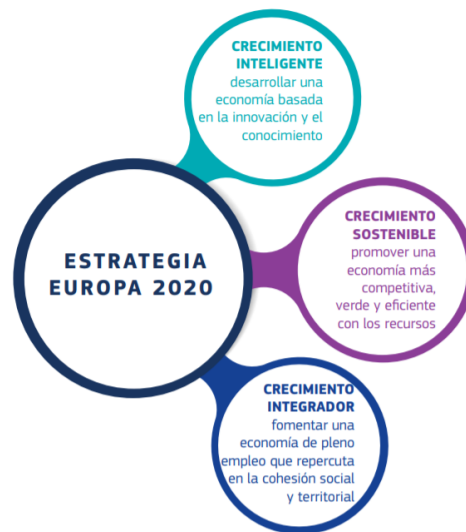 CRECIMIENTO
INTELIGENTE
desarrollar una
economía basada
en la innovación y el
conocimiento
ESTRATEGIA
EUROPA 2020
CRECIMIENTO
SOSTENIBLE
promover una
economía más
competitiva,
verde y eficiente
con los recursos
CRECIMIENTO
INTEGRADOR
fomentar una
economía de pleno
empleo que repercuta
en la cohesión social
y territorial